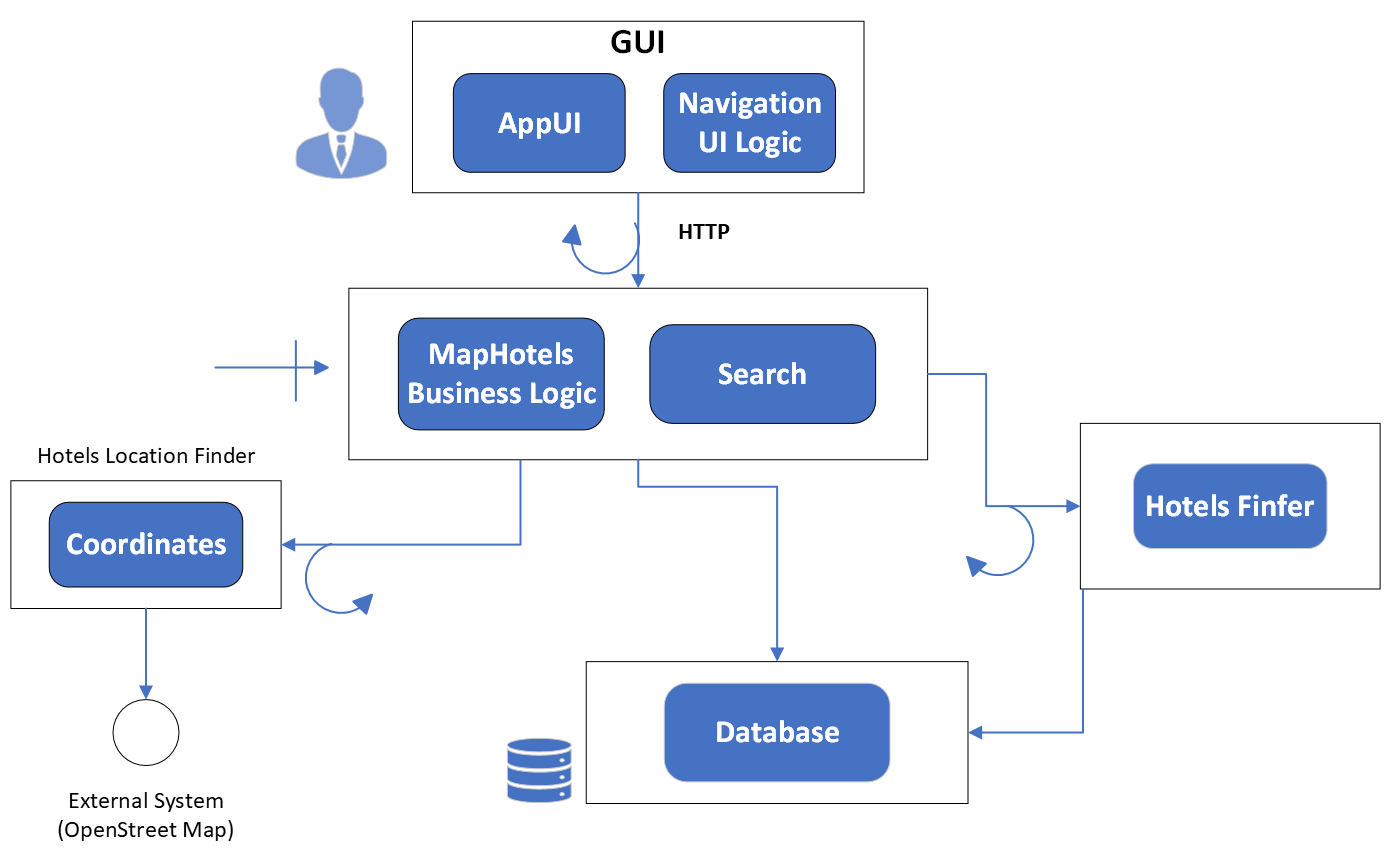 GUI
AppUI
Navigation
UI Logic
HTTP
MapHotels
Business Logic
Search
Hotels Location Finder
Coordinates
Hotels Finfer
Database
External System
(OpenStreet Map)